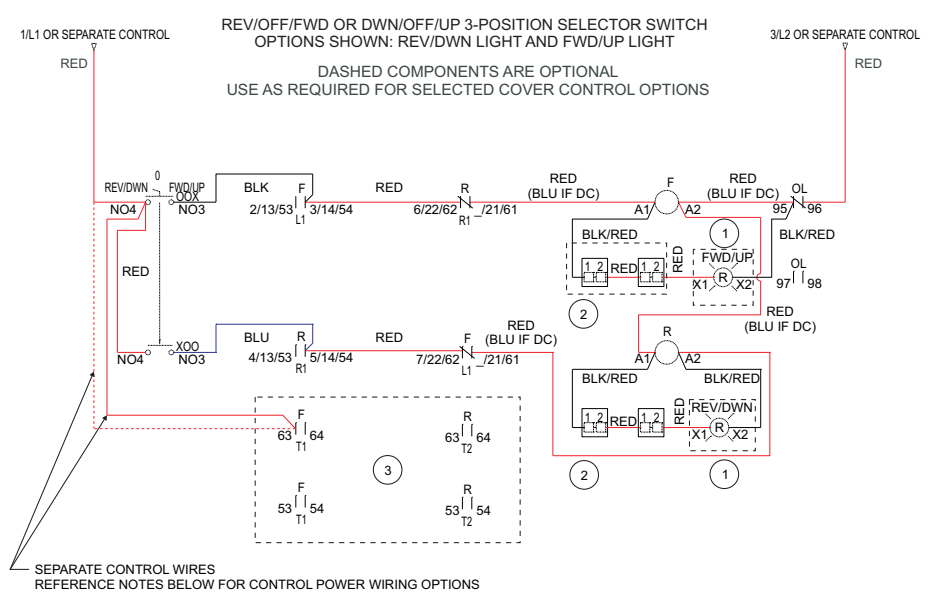 REV/OFF/FWD OR DWN/OFF/UP 3-POSITION SELECTOR SWITCH
OPTIONS SHOWN: REV/DWN LIGHT AND FWD/UP LIGHT
1/L1 OR SEPARATE CONTROL
3/L2 OR SEPARATE CONTROL
RED
RED
DASHED COMPONENTS ARE OPTIONAL
USE AS REQUIRED FOR SELECTED COVER CONTROL OPTIONS
0
REV/DWN
FWD/UP
OOX
NO4
NO3
BLK
F
2/13/53
3/14/54
L1
RED
R
6/22/62
_/21/61
R1
RED
(BLU IF DC)
F
A1
A2
RED
(BLU IF DC)
OL
95
96
1
BLK/RED
BLK/RED
1 2
RED
1 2
RED
FWD/UP
R
X1
X2
OL
97
98
2
RED
RED
(BLU IF DC)
XOO
NO4
NO3
BLU
R
4/13/53
5/14/54
R1
RED
F
7/22/62
_/21/61
L1
RED
(BLU IF DC)
R
A1
A2
BLK/RED
BLK/RED
1 2
RED
1 2
RED
REV/DWN
R
X1
X2
2
1
F
63
64
T1
R
63
64
T2
3
F
53
54
T1
R
53
54
T2
SEPARATE CONTROL WIRES
REFERENCE NOTES BELOW FOR CONTROL POWER WIRING OPTIONS